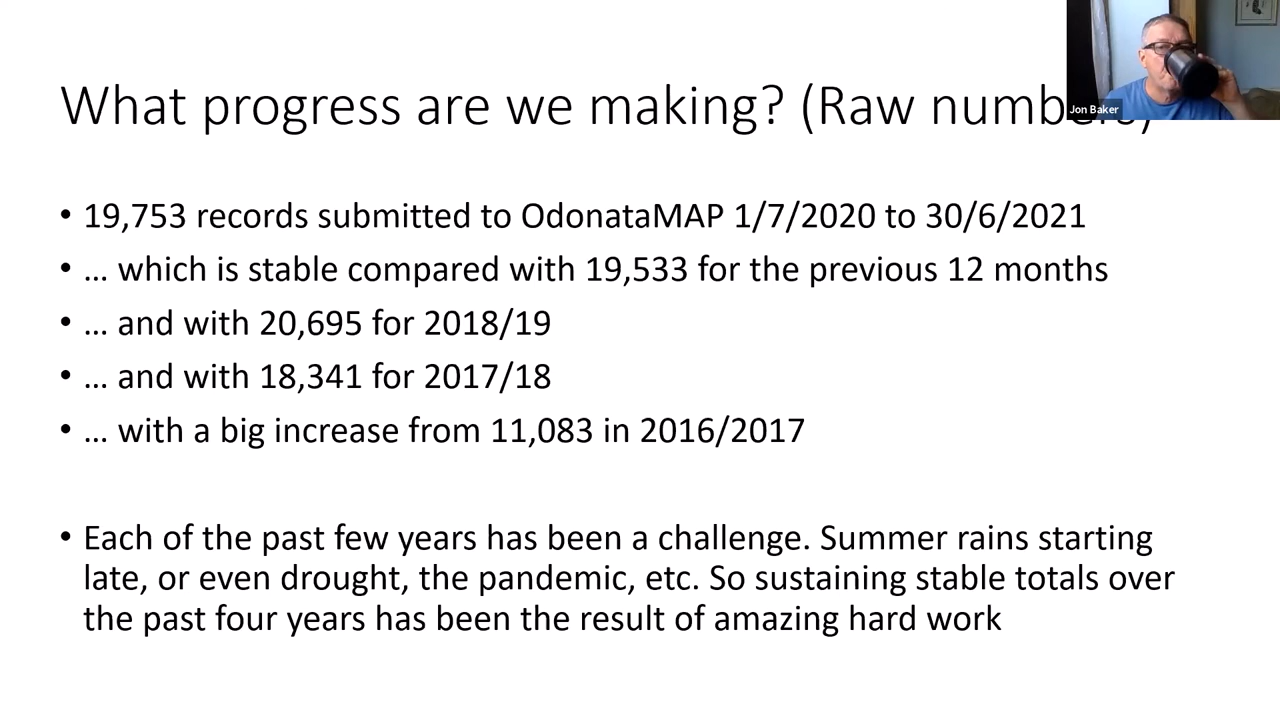 What progress are we making? (Raw
Jon Baker
• 19,753 records submitted to OdonataMAP 1/7/2020 to 30/6/2021
• … which is stable compared with 19,533 for the previous 12 months
• … and with 20,695 for 2018/19
• … and with 18,341 for 2017/18
• … with a big increase from 11,083 in 2016/2017
• Each of the past few years has been a challenge. Summer rains starting
late, or even drought, the pandemic, etc. So sustaining stable totals over
the past four years has been the result of amazing hard work